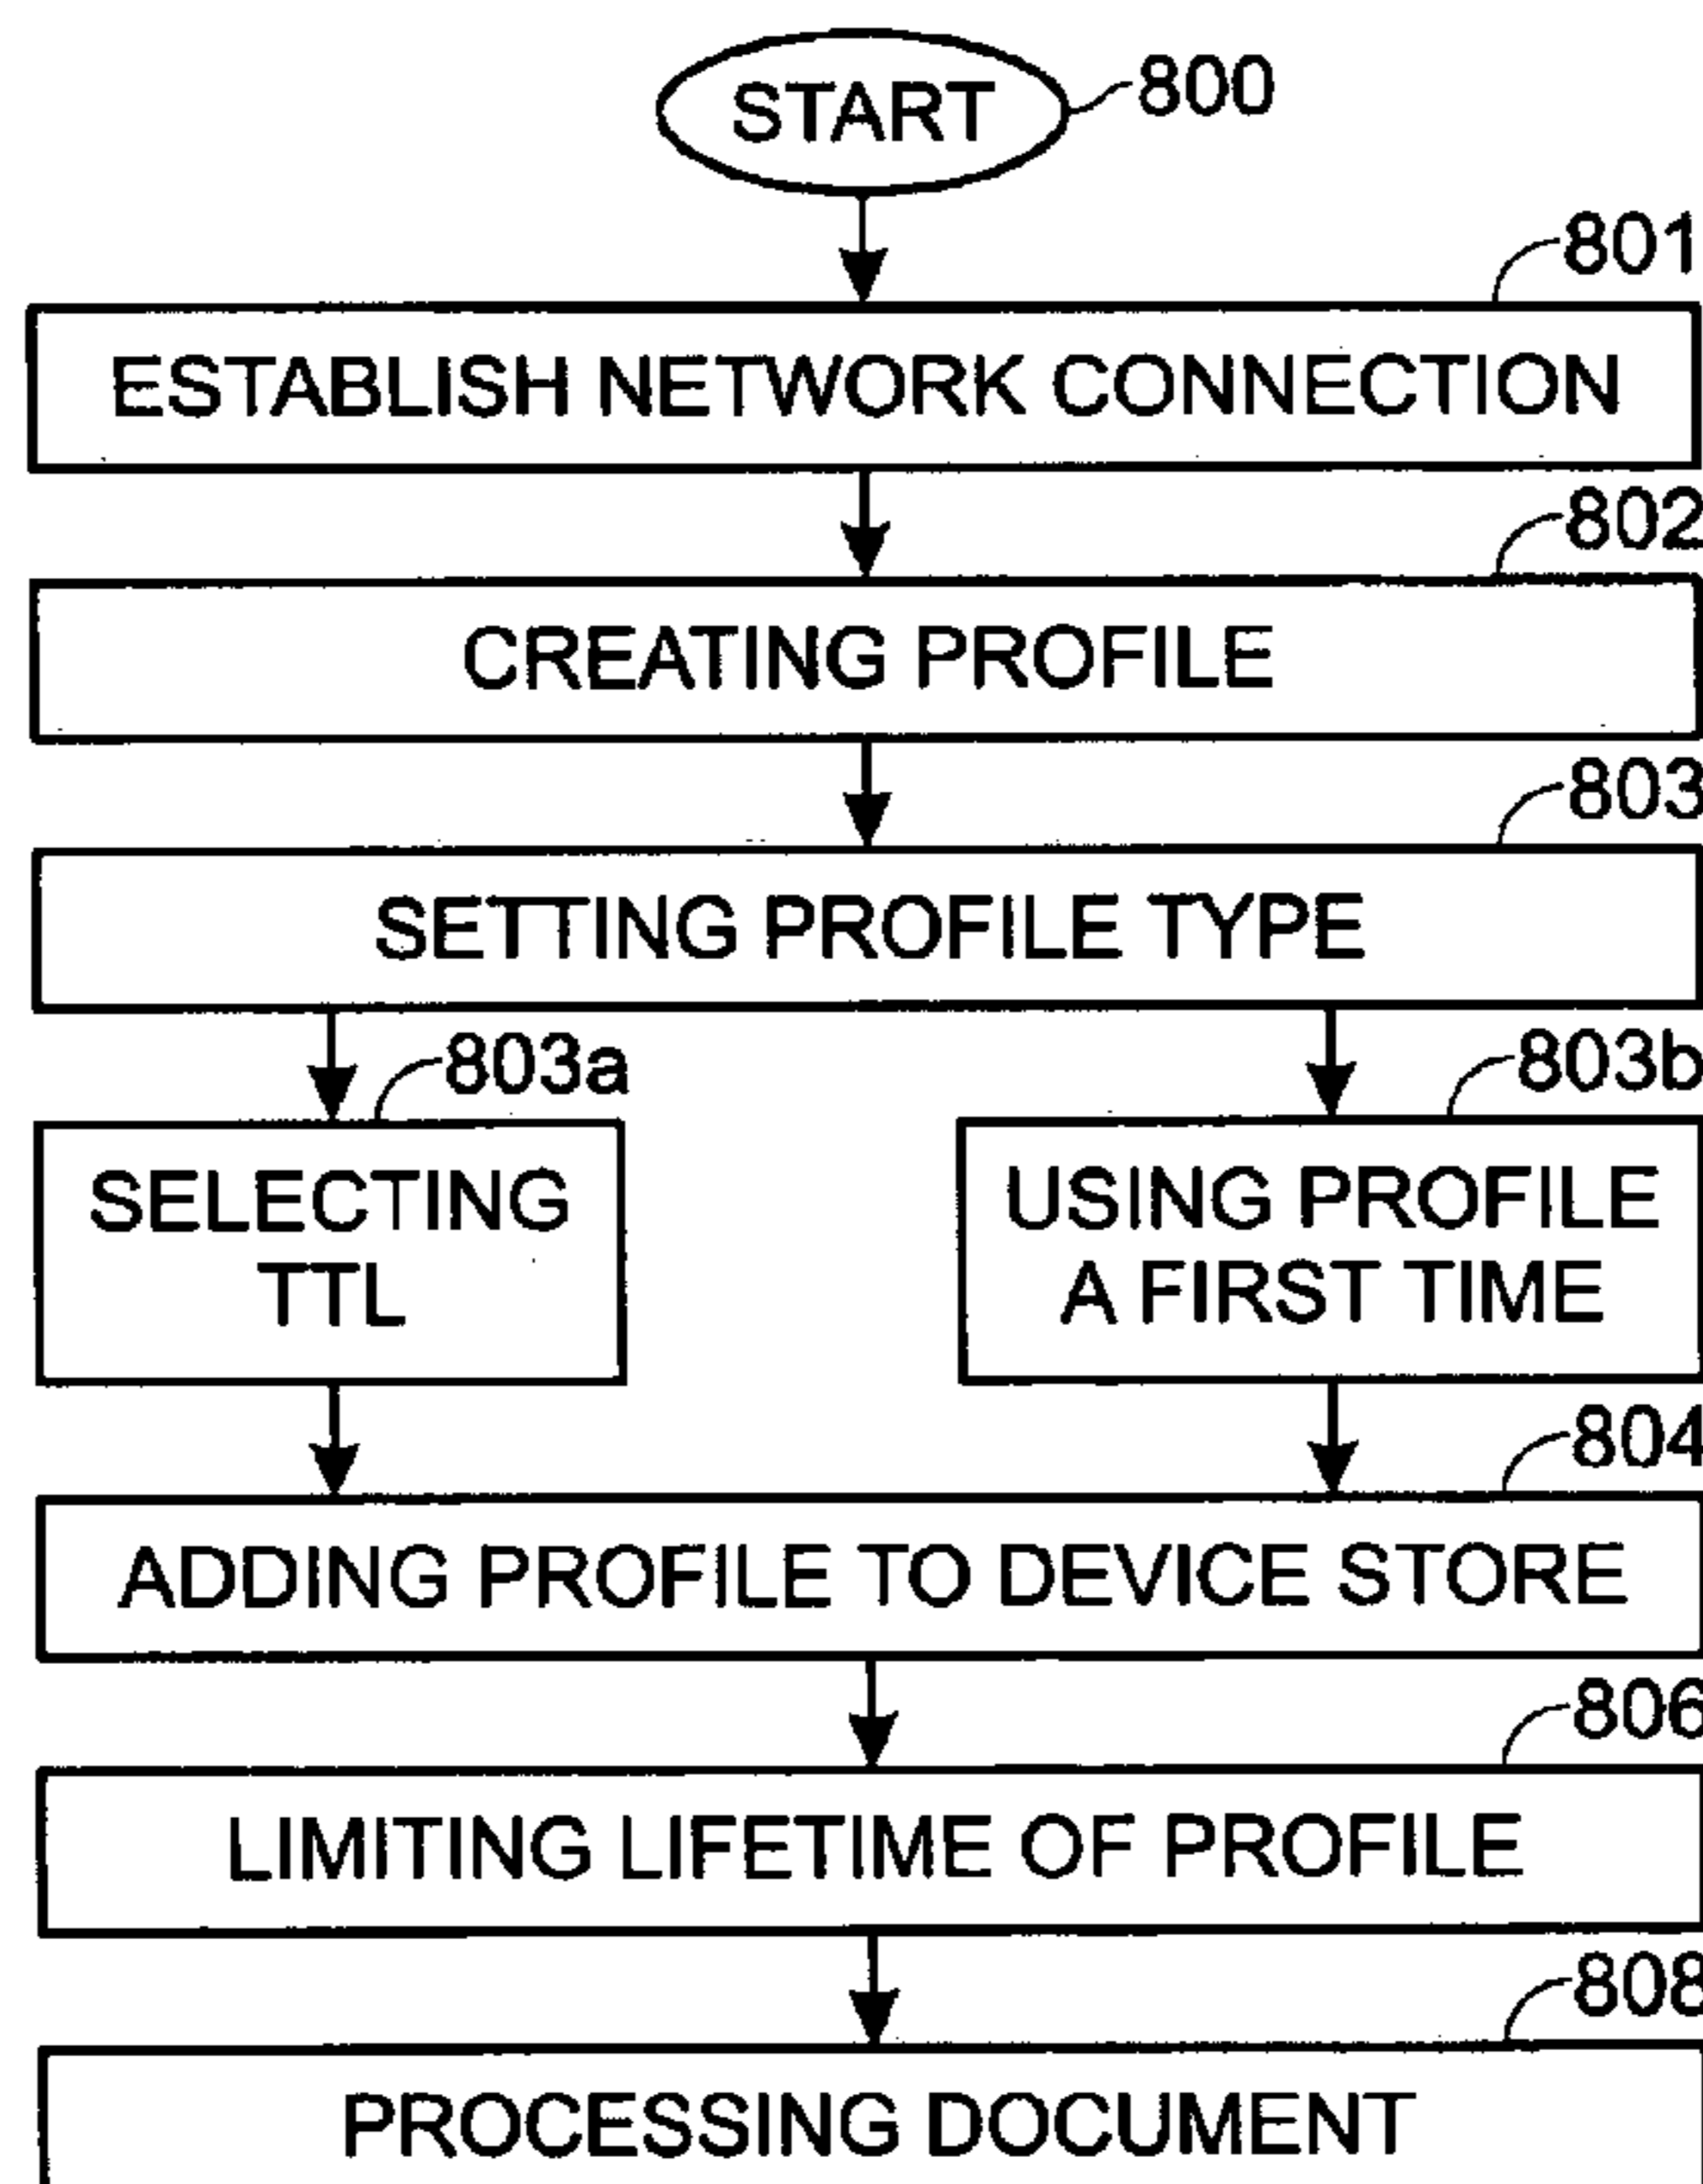 START
800
801
ESTABLISH NETWORK CONNECTION
802
CREATING PROFILE
803
SETTING PROFILE TYPE
803a
803b
SELECTING
TTL
USING PROFILE
A FIRST TIME
804
ADDING PROFILE TO DEVICE STORE
806
LIMITING LIFETIME OF PROFILE
808
PROCESSING DOCUMENT